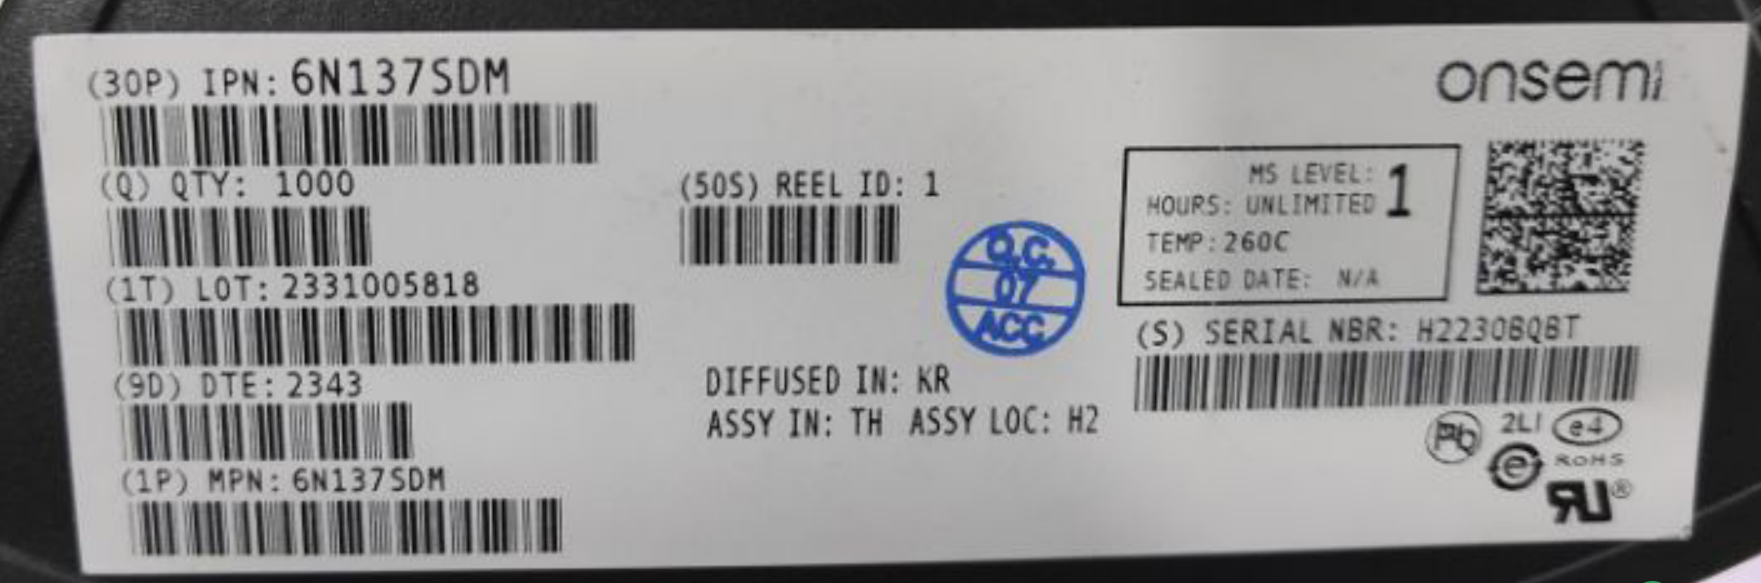 (30P) IPN: 6N137SDM
onsemi
(Q) QTY: 1000
(50S) REEL ID: 1
MS LEVEL: 1
HOURS: UNLIMITED
TEMP: 260C
SEALED DATE: N/A
Q.C.
07
ACC
(1T) LOT: 2331005818
(S) SERIAL NBR: H2230BQBT
(9D) DTE: 2343
DIFFUSED IN: KR
ASSY IN: TH ASSY LOC: H2
(1P) MPN: 6N137SDM
Pb
2LI
e4
e
RoHS
RU®